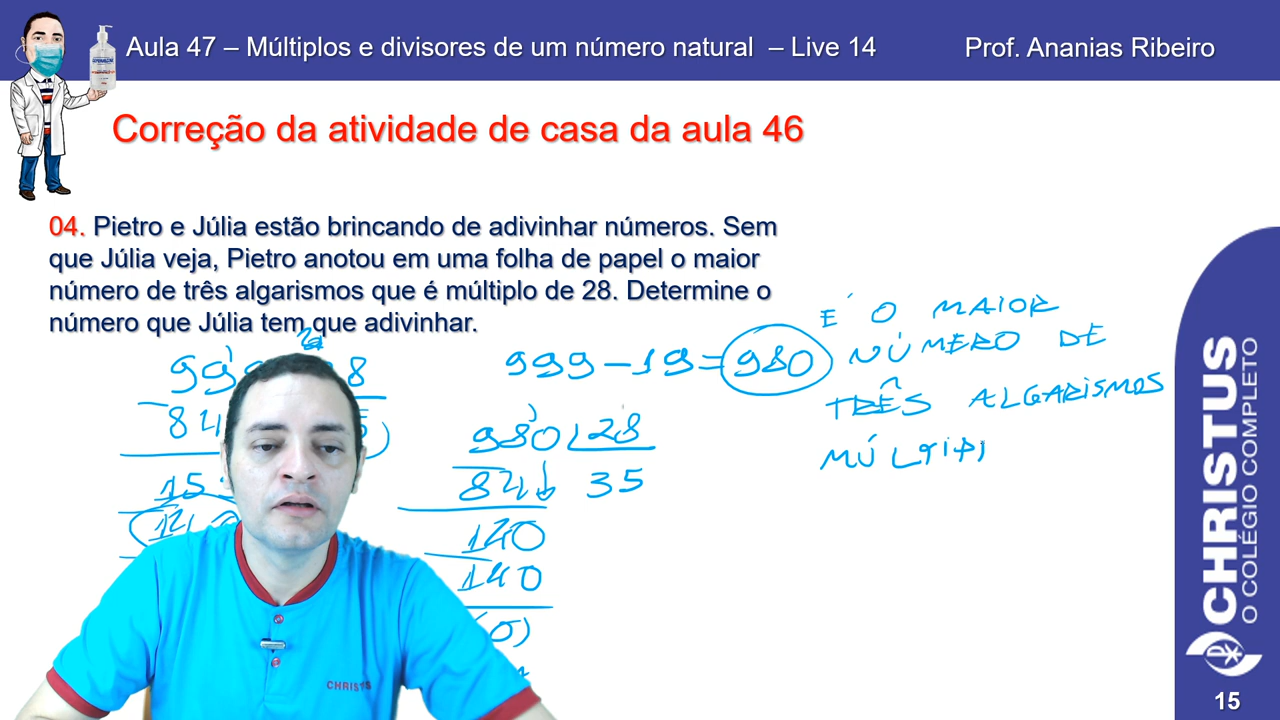 Aula 47 – Múltiplos e divisores de um número natural – Live 14
Prof. Ananias Ribeiro
Correção da atividade de casa da aula 46
04. Pietro e Júlia estão brincando de adivinhar números. Sem
que Júlia veja, Pietro anotou em uma folha de papel o maior
número de três algarismos que é múltiplo de 28. Determine o
número que Júlia tem que adivinhar.
999 – 19 = 980
É O MAIOR
NÚMERO DE
TRÊS ALGARISMOS
MÚLTIPL
980 28
84 35
140
140
(0)
CHRISTUS
CHRISTUS
O COLÉGIO COMPLETO
15